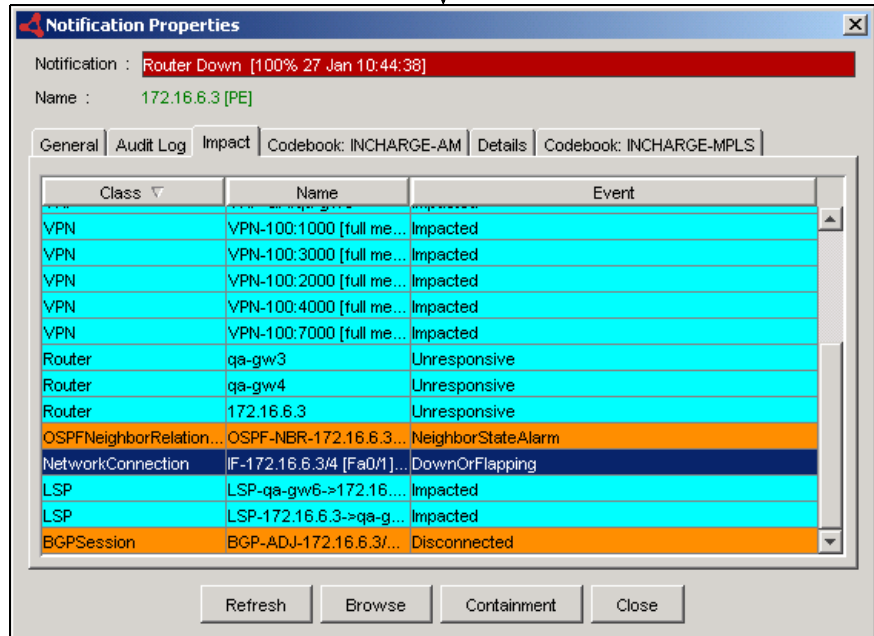 Notification Properties
Notification : Router Down [100% 27 Jan 10:44:38]
Name : 172.16.6.3 [PE]
General Audit Log Impact Codebook: INCHARGE-AM Details Codebook: INCHARGE-MPLS
Class Name Event
VPN VPN-100:1000 [full me... Impacted
VPN VPN-100:3000 [full me... Impacted
VPN VPN-100:2000 [full me... Impacted
VPN VPN-100:4000 [full me... Impacted
VPN VPN-100:7000 [full me... Impacted
Router qa-gw3 Unresponsive
Router qa-gw4 Unresponsive
Router 172.16.6.3 Unresponsive
OSPFNeighborRelation... OSPF-NBR-172.16.6.3... NeighborStateAlarm
NetworkConnection IF-172.16.6.3/4 [Fa0/1]... DownOrFlapping
LSP LSP-qa-gw6->172.16.... Impacted
LSP LSP-172.16.6.3->qa-g... Impacted
BGPSession BGP-ADJ-172.16.6.3/... Disconnected
Refresh Browse Containment Close